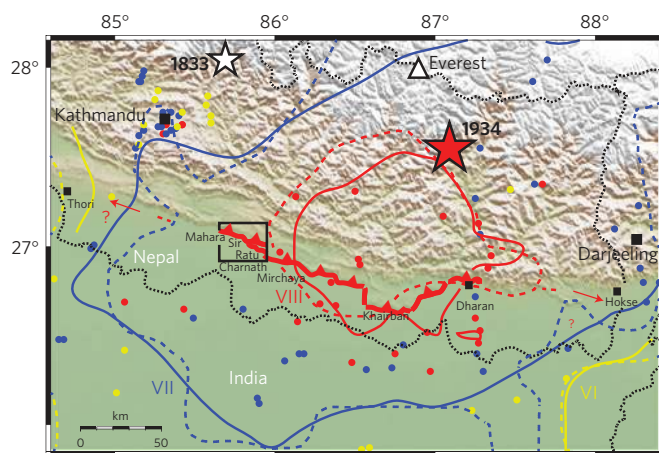 85° 86° 87° 88°
28°
1833
Everest
Kathmandu
1934
Thori
?
27°
Mahara
Sir
Ratu
Charnath
Mirchaya
Nepal
Darjeeling
VIII
Khairban
Dharan
Hokse
?
India
VII
VI
km
0 50